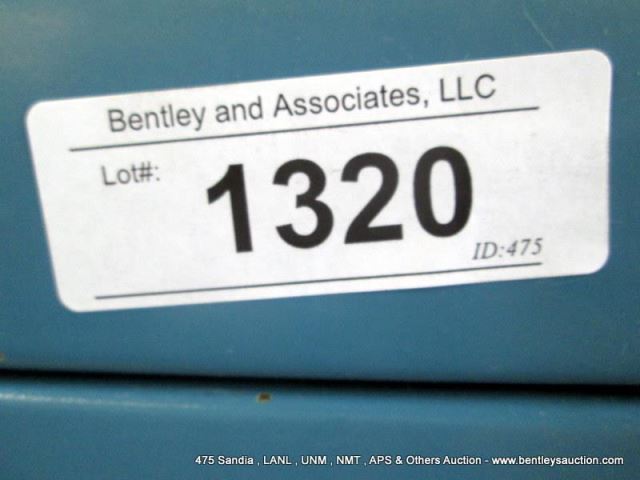 Bentley and Associates, LLC
Lot#:
1320
ID:475
475 Sandia , LANL , UNM , NMT , APS & Others Auction - www.bentleysauction.com